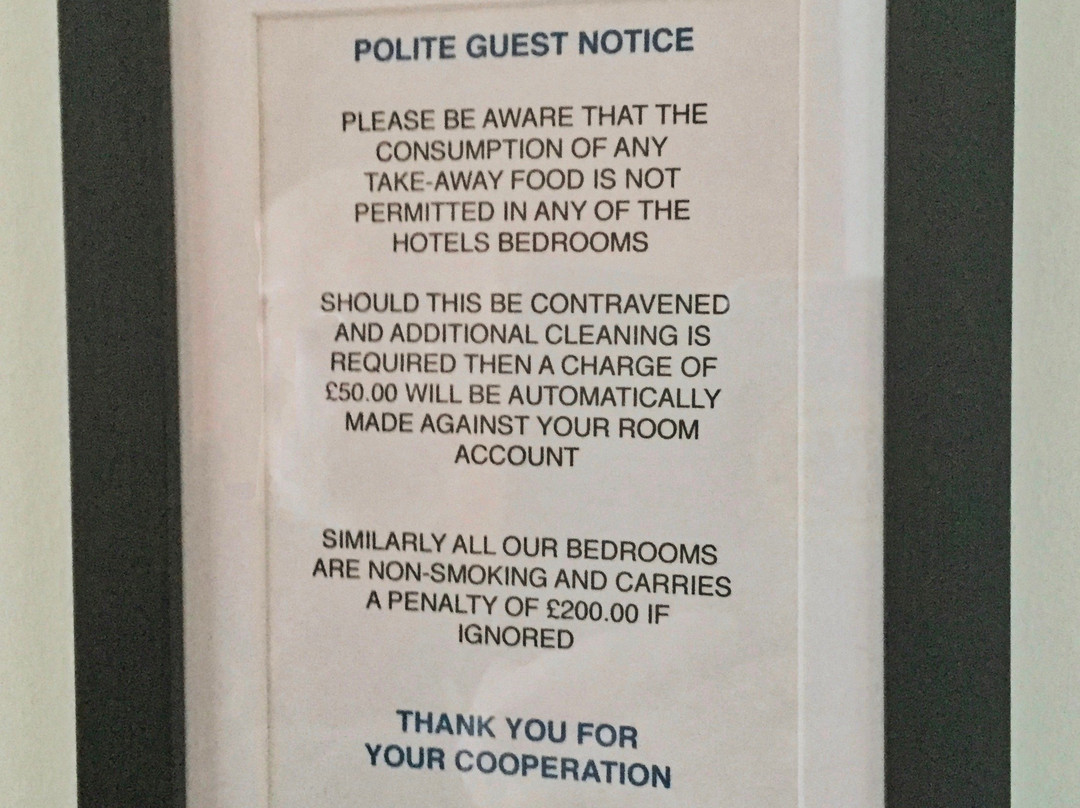 POLITE GUEST NOTICE
PLEASE BE AWARE THAT THE
CONSUMPTION OF ANY
TAKE-AWAY FOOD IS NOT
PERMITTED IN ANY OF THE
HOTELS BEDROOMS
SHOULD THIS BE CONTRAVENED
AND ADDITIONAL CLEANING IS
REQUIRED THEN A CHARGE OF
£50.00 WILL BE AUTOMATICALLY
MADE AGAINST YOUR ROOM
ACCOUNT
SIMILARLY ALL OUR BEDROOMS
ARE NON-SMOKING AND CARRIES
A PENALTY OF £200.00 IF
IGNORED
THANK YOU FOR
YOUR COOPERATION